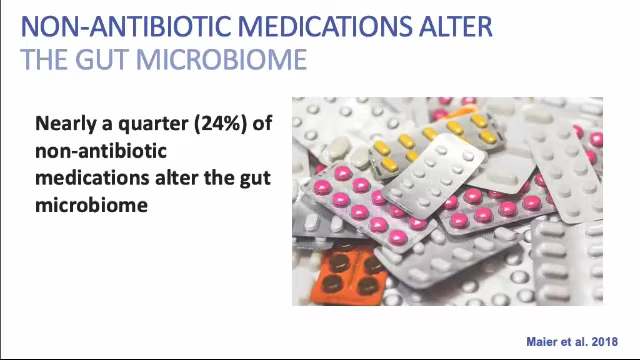 NON-ANTIBIOTIC MEDICATIONS ALTER
THE GUT MICROBIOME
Nearly a quarter (24%) of
non-antibiotic
medications alter the gut
microbiome
Maier et al. 2018